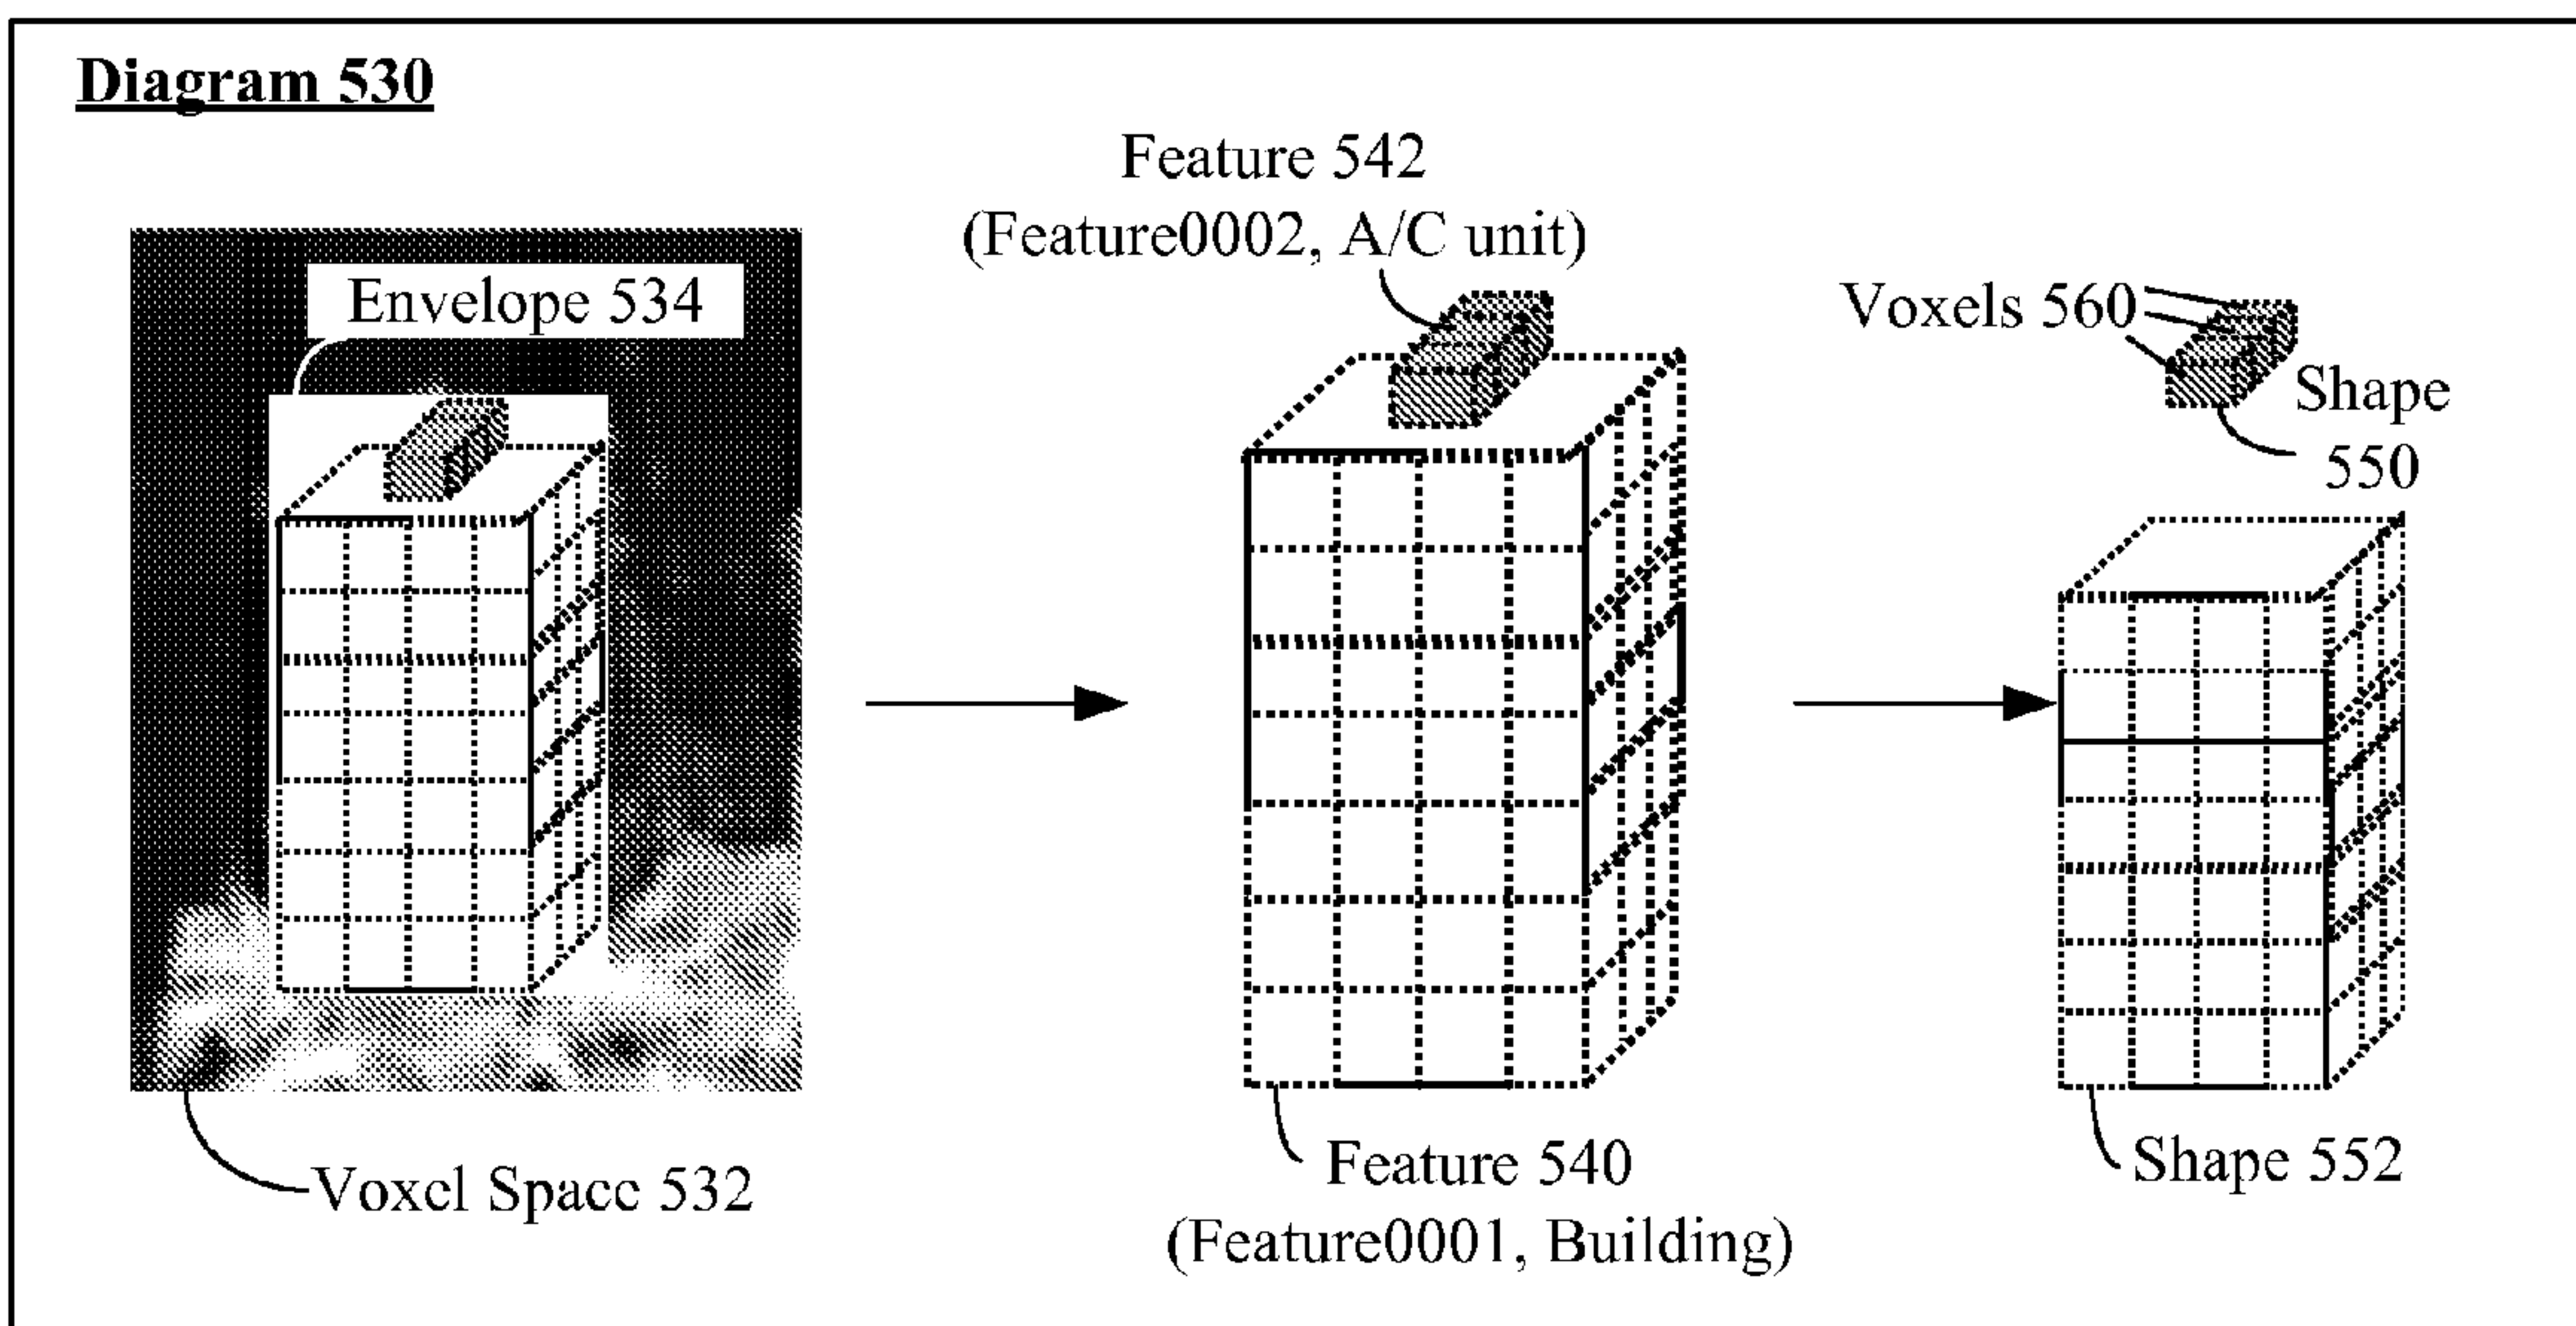 Diagram 530
Envelope 534
Voxel Space 532
Feature 542
(Feature0002, A/C unit)
Feature 540
(Feature0001, Building)
Voxels 560
Shape
550
Shape 552